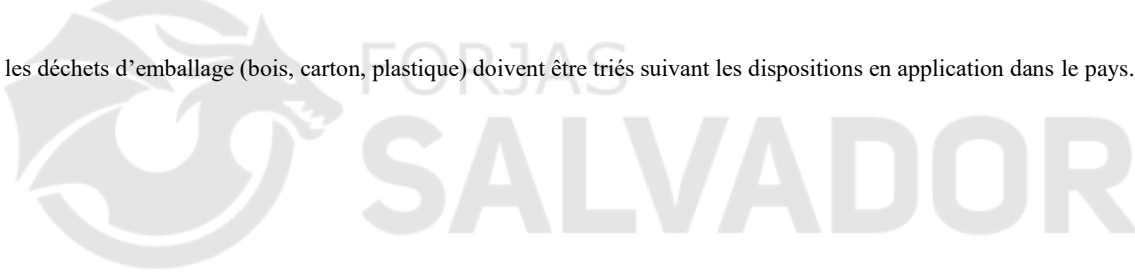 FORJAS
les déchets d’emballage (bois, carton, plastique) doivent être triés suivant les dispositions en application dans le pays.
SALVADOR